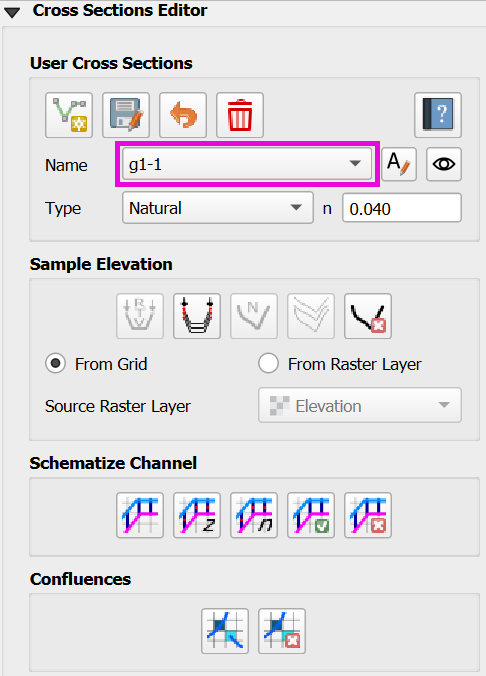 Cross Sections Editor
User Cross Sections
?
Name g1-1 A
Type Natural n 0.040
Sample Elevation
R T W N
From Grid From Raster Layer
Source Raster Layer Elevation
Schematize Channel
z n
Confluences